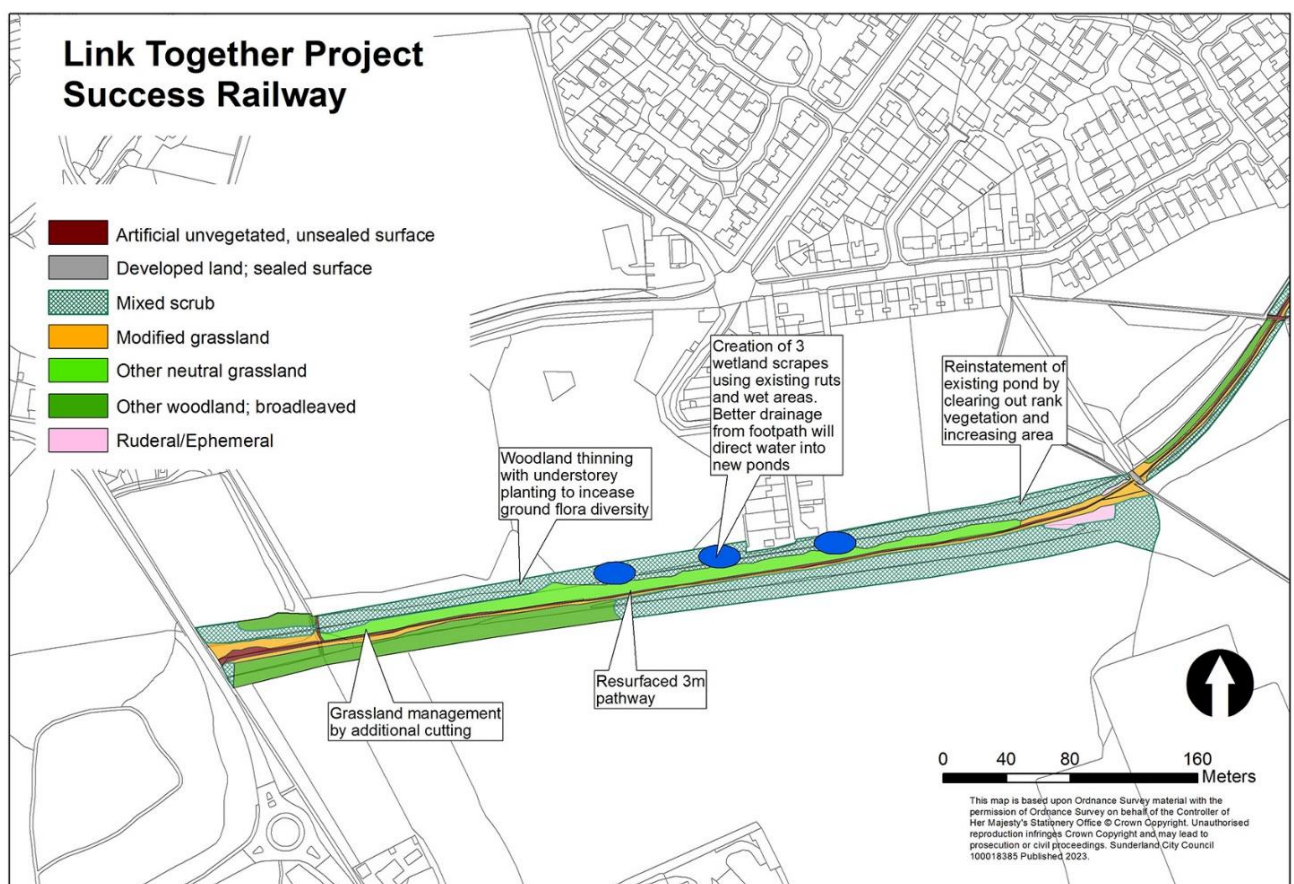 Link Together Project
Success Railway
Artificial unvegetated, unsealed surface
Developed land; sealed surface
Mixed scrub
Modified grassland
Other neutral grassland
Other woodland; broadleaved
Ruderal/Ephemeral
Woodland thinning
with understorey
planting to incease
ground flora diversity
Creation of 3
wetland scrapes
using existing ruts
and wet areas.
Better drainage
from footpath will
direct water into
new ponds
Reinstatement of
existing pond by
clearing out rank
vegetation and
increasing area
Grassland management
by additional cutting
Resurfaced 3m
pathway
0 40 80 160
Meters
This map is based upon Ordnance Survey material with the
permission of Ordnance Survey on behalf of the Controller of
Her Majesty's Stationery Office © Crown Copyright. Unauthorised
reproduction infringes Crown Copyright and may lead to
prosecution or civil proceedings. Sunderland City Council
100018385 Published 2023.